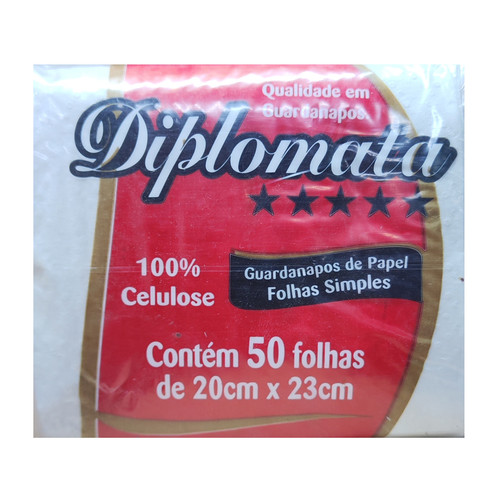 Qualidade em
Guardanapos.
Diplomata
100%
Celulose
Guardanapos de Papel
Folhas Simples
Contém 50 folhas
de 20cm x 23cm